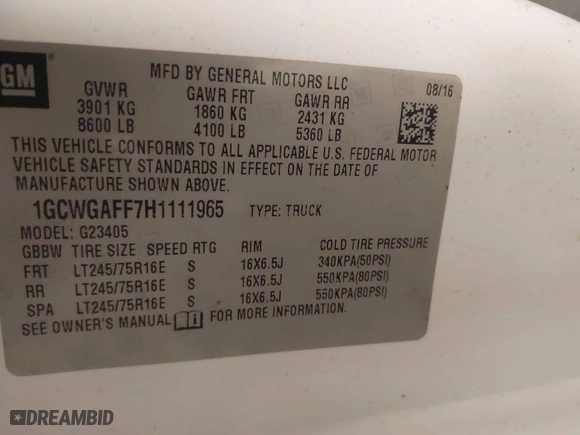 GM
MFD BY GENERAL MOTORS LLC
08/16
GVWR GAWR FRT GAWR RR
3901 KG 1860 KG 2431 KG
8600 LB 4100 LB 5360 LB
THIS VEHICLE CONFORMS TO ALL APPLICABLE U.S. FEDERAL MOTOR
VEHICLE SAFETY STANDARDS IN EFFECT ON THE DATE OF
MANUFACTURE SHOWN ABOVE.
1GCWGAFF7H1111965 TYPE: TRUCK
MODEL: G23405
GBBW TIRE SIZE SPEED RTG RIM COLD TIRE PRESSURE
FRT LT245/75R16E S 16X6.5J 340KPA(50PSI)
RR LT245/75R16E S 16X6.5J 550KPA(80PSI)
SPA LT245/75R16E S 16X6.5J 550KPA(80PSI)
SEE OWNER'S MANUAL FOR MORE INFORMATION.
DREAMBID